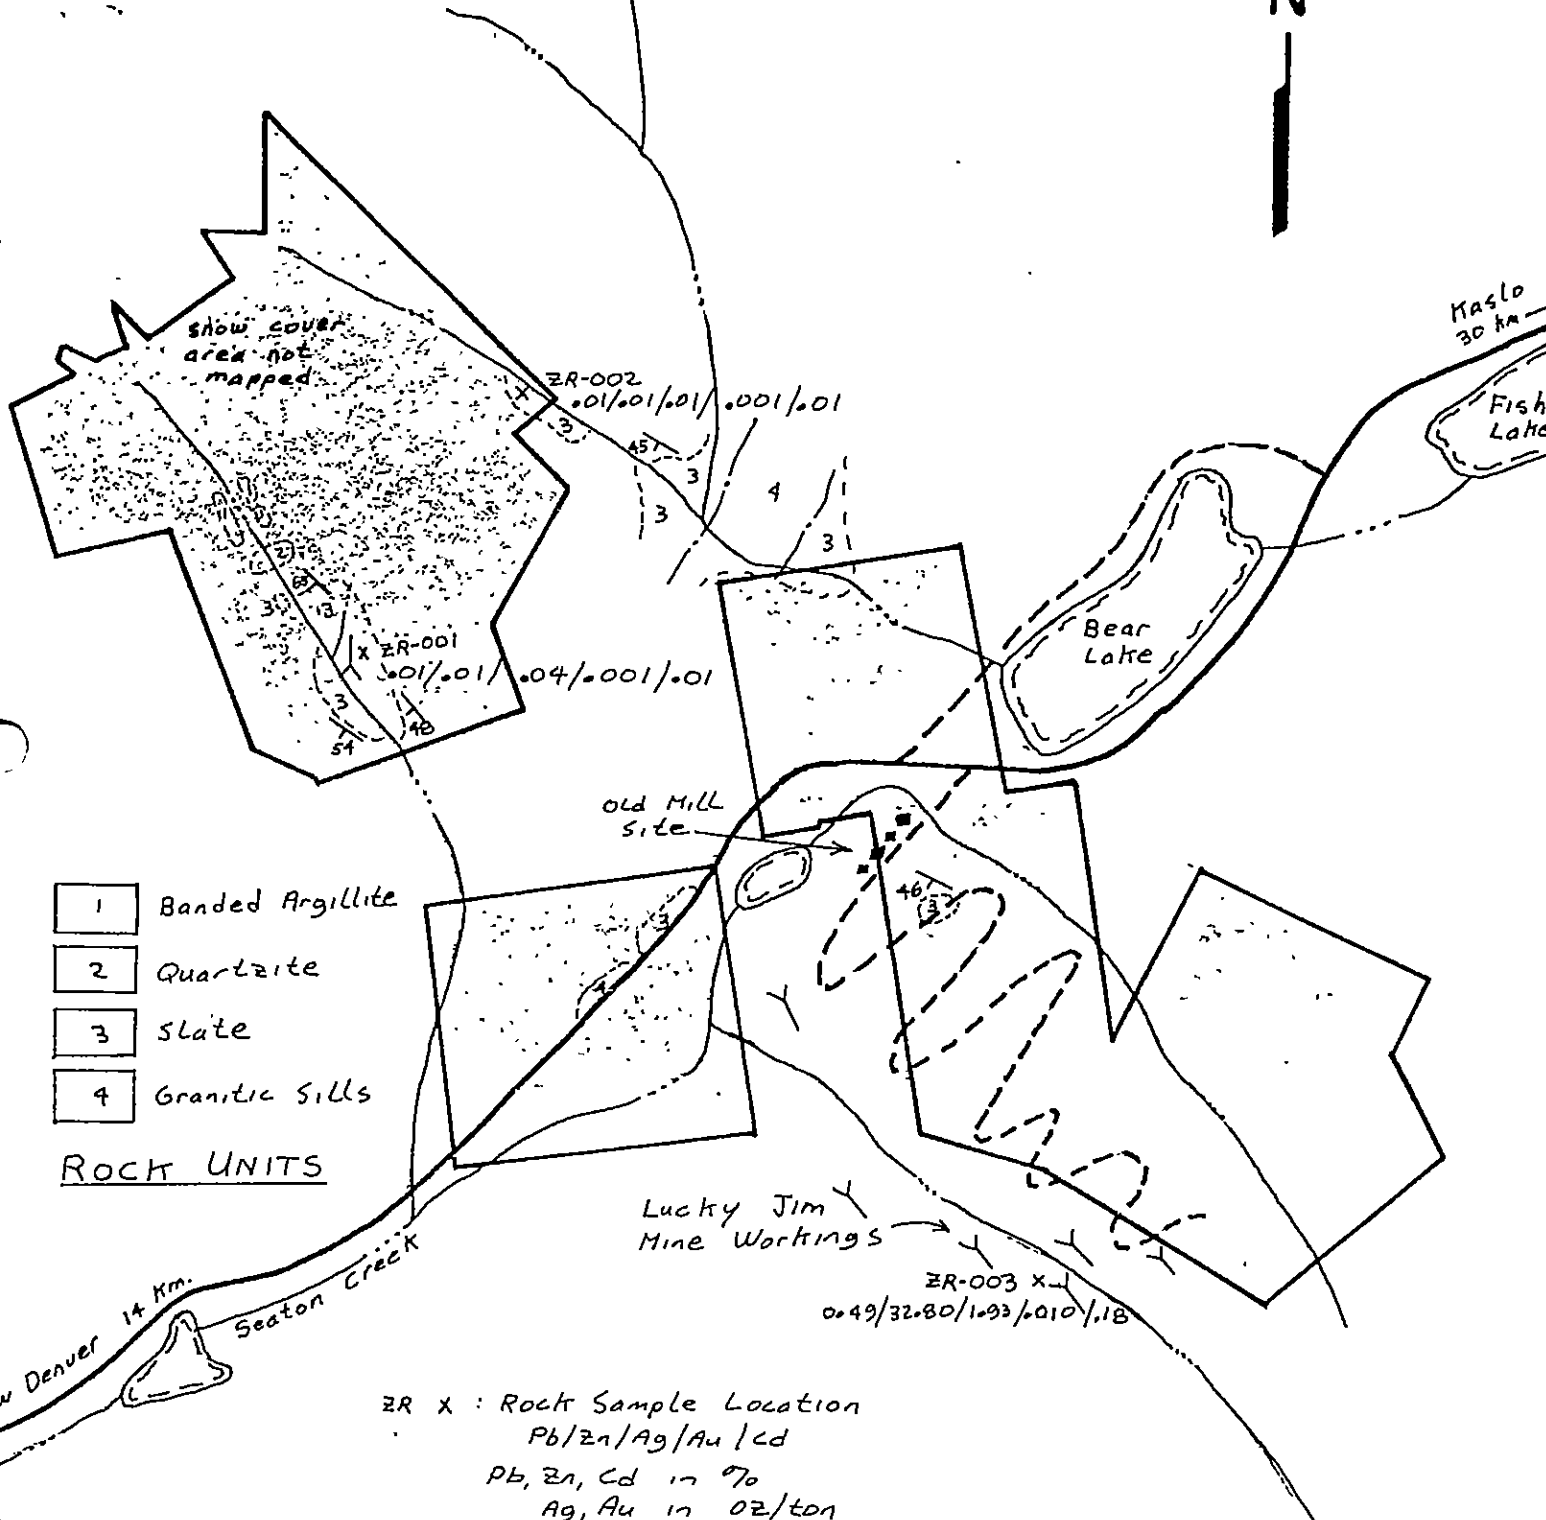 N
Kaslo
30 km
Fish
Lake
snow cover
area not
mapped
ZR-002
.01/.01/.01/.001/.01
3
45
3
3
4
3
2
65
3
3
ZR-001
.01/.01/.04/.001/.01
3
48
54
Bear
Lake
Old Mill
Site
46
3
3
4
1 Banded Argillite
2 Quartzite
3 Slate
4 Granitic Sills
ROCK UNITS
Lucky Jim
Mine Workings
ZR-003 X
0.49/32.80/1.93/.010/.18
14 Km.
Denver
Seaton Creek
ZR X : Rock Sample Location
Pb/Zn/Ag/Au/Cd
Pb, Zn, Cd in %
Ag, Au in oz/ton